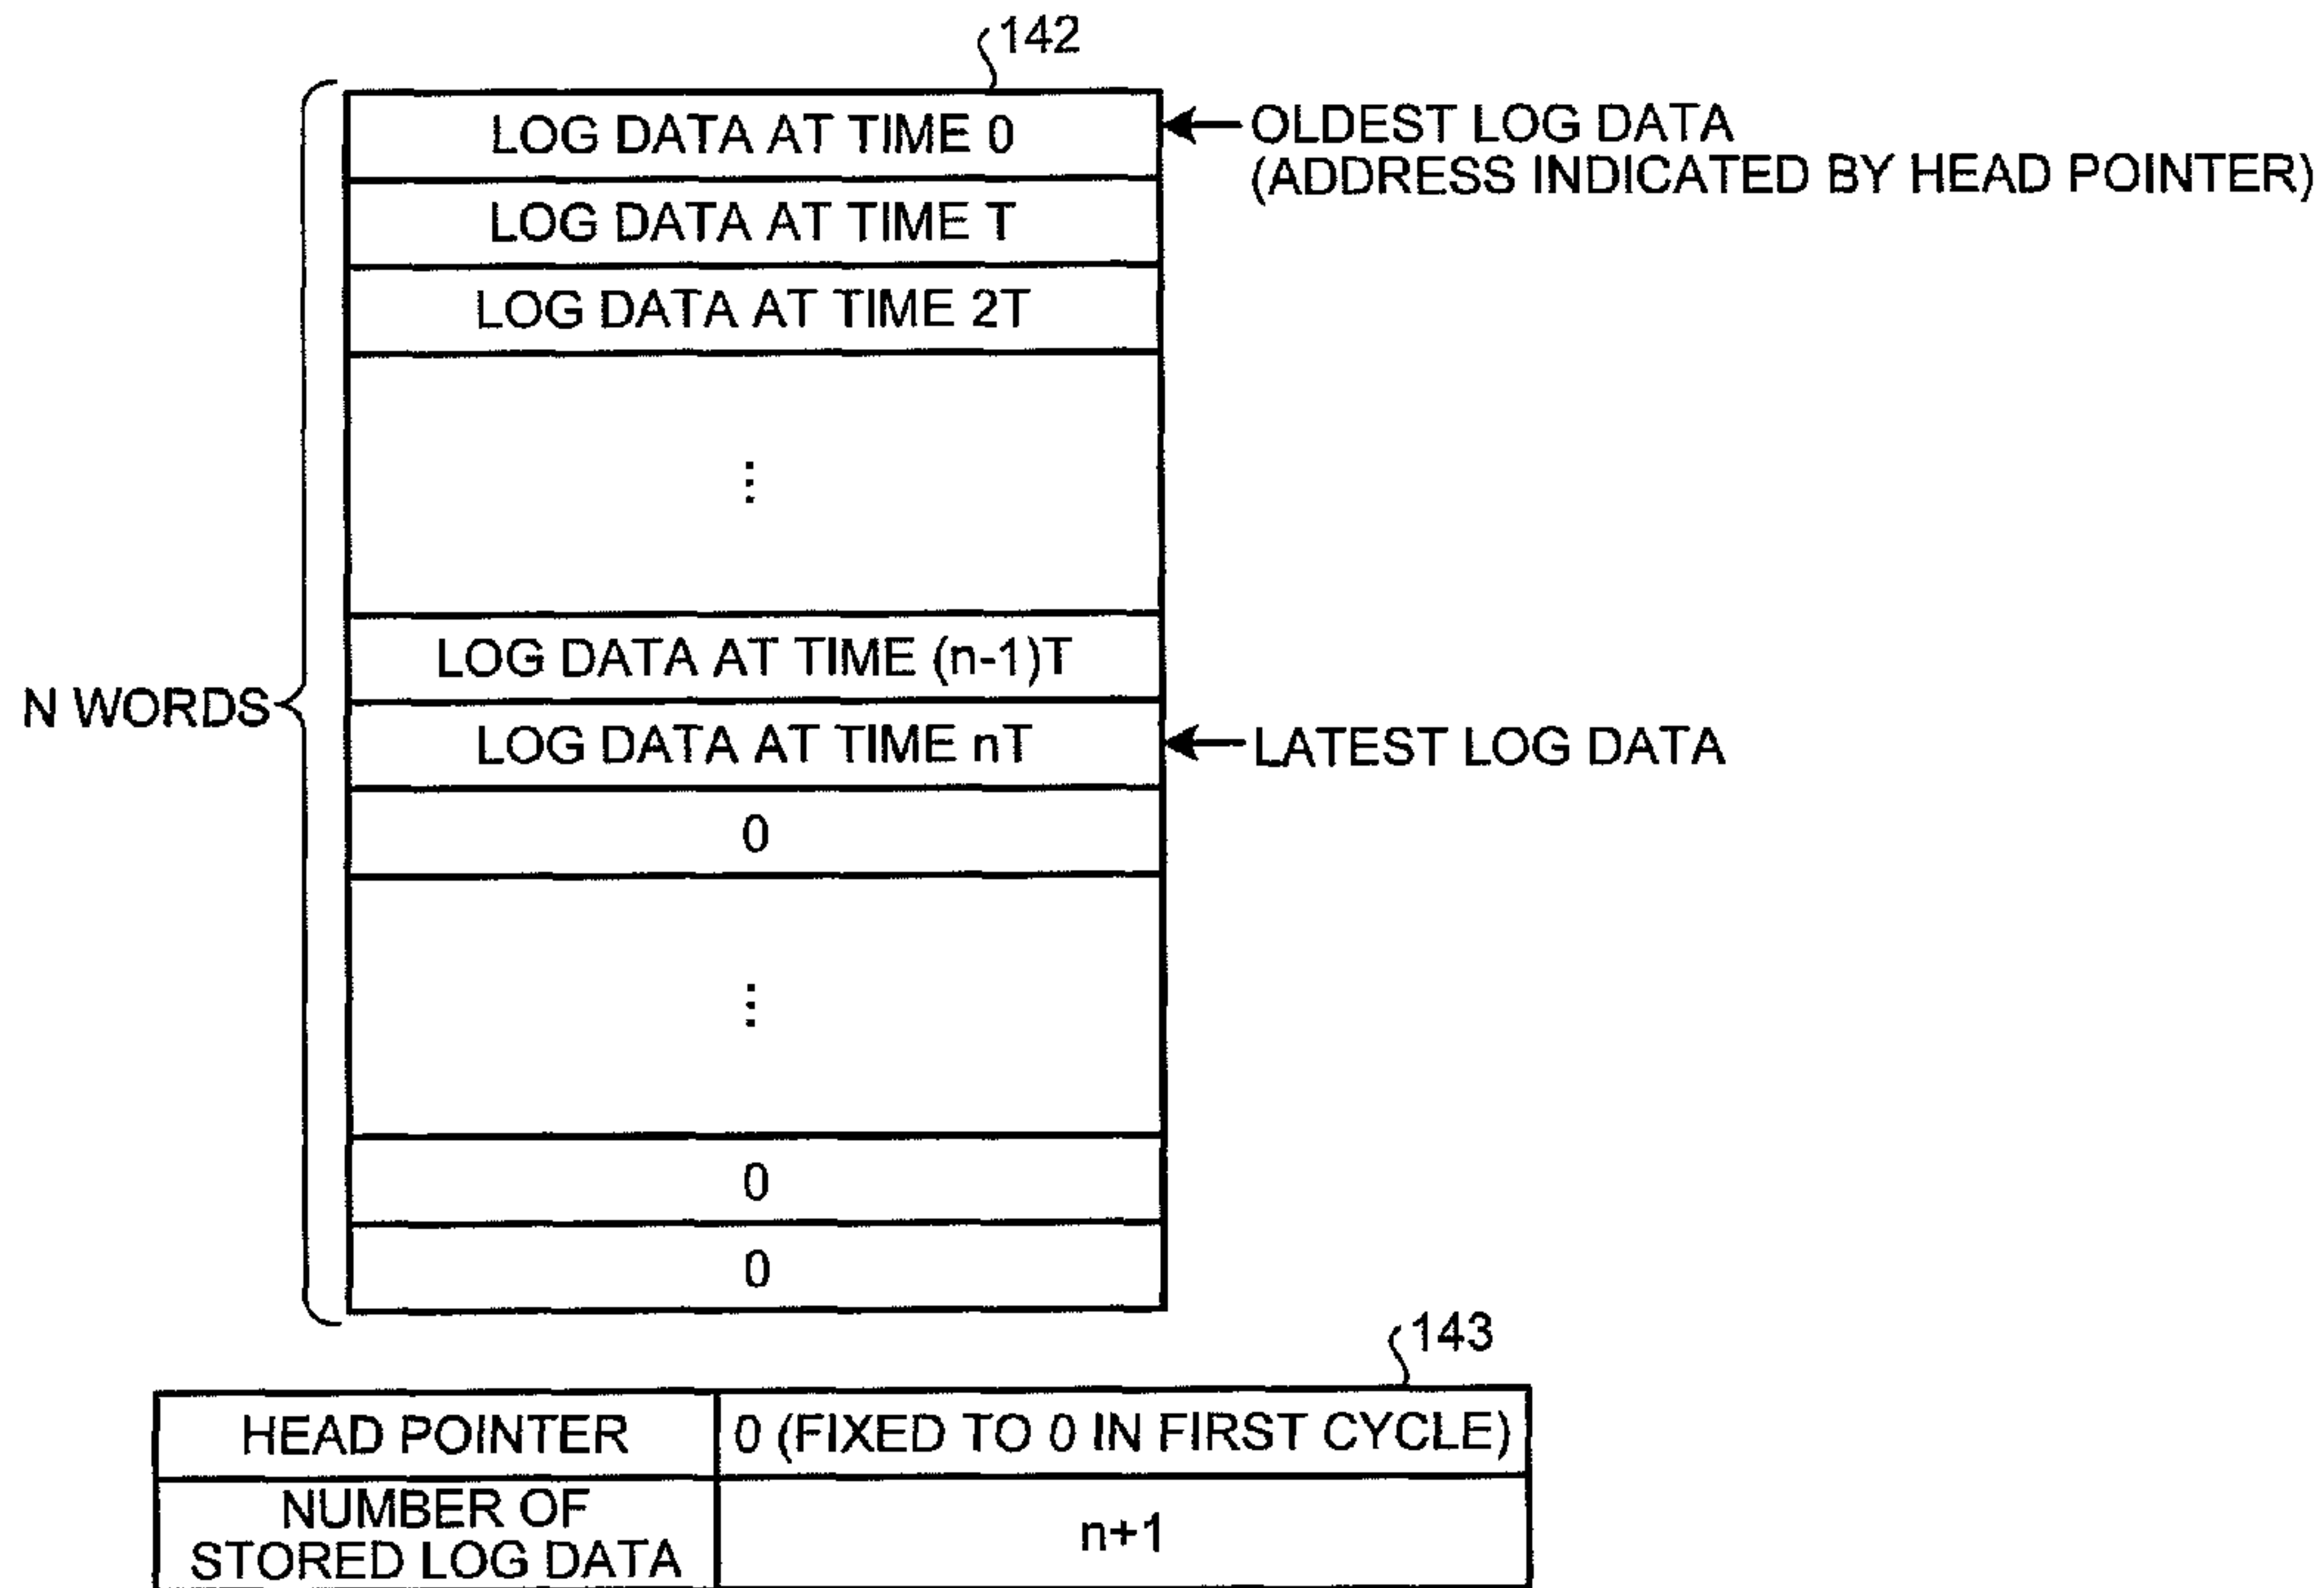 142
LOG DATA AT TIME 0
OLDEST LOG DATA
(ADDRESS INDICATED BY HEAD POINTER)
LOG DATA AT TIME T
LOG DATA AT TIME 2T
⋮
LOG DATA AT TIME (n-1)T
N WORDS
LOG DATA AT TIME nT
LATEST LOG DATA
0
⋮
0
0
143
HEAD POINTER
0 (FIXED TO 0 IN FIRST CYCLE)
NUMBER OF
STORED LOG DATA
n+1